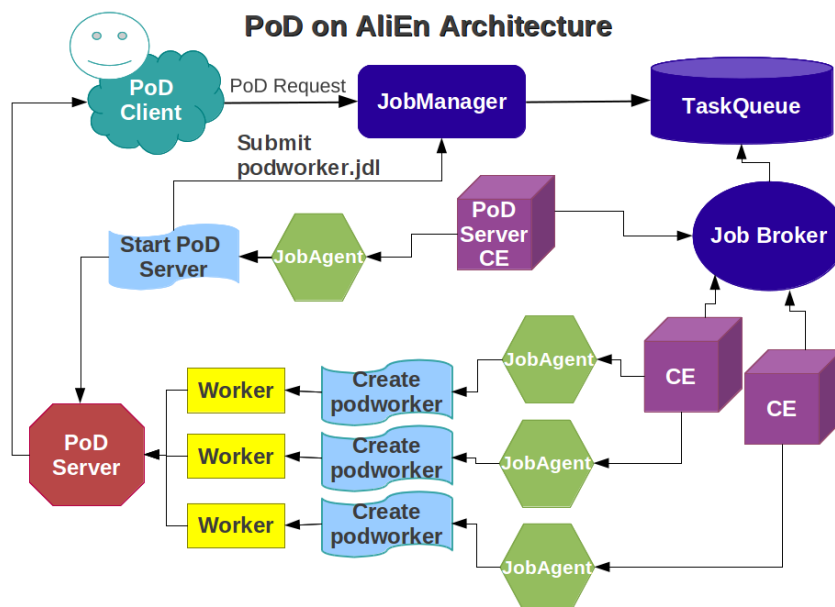 PoD on AliEn Architecture
PoD
Client
PoD Request
JobManager
TaskQueue
Submit
podworker.jdl
PoD
Server
CE
Job Broker
Start PoD
Server
JobAgent
JobAgent
CE
CE
Worker
Create
podworker
PoD
Server
Worker
Create
podworker
JobAgent
Worker
Create
podworker
JobAgent